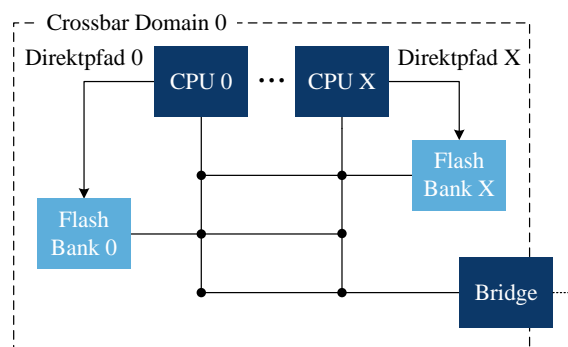 Crossbar Domain 0
Direktpfad 0
CPU 0
...
CPU X
Direktpfad X
Flash
Bank X
Flash
Bank 0
Bridge